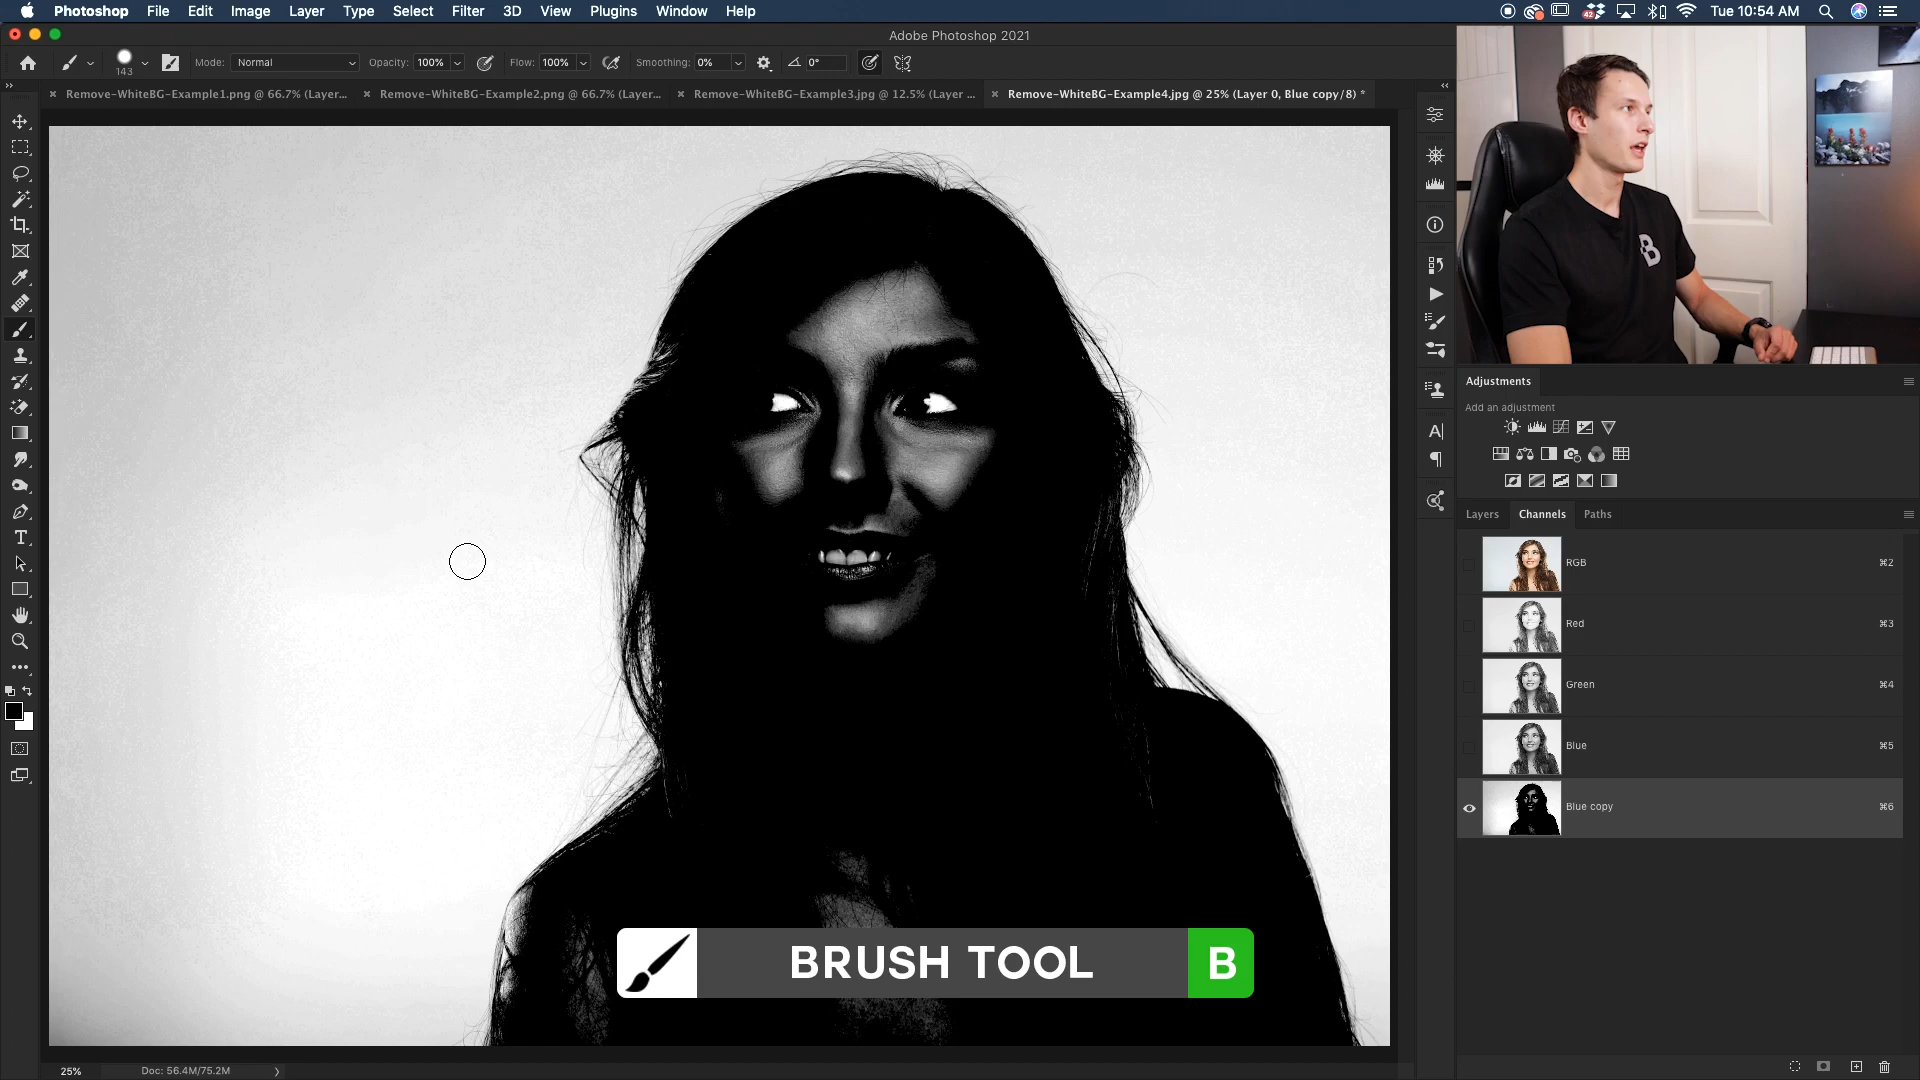 Photoshop File Edit Image Layer Type Select Filter 3D View Plugins Window Help 42 Tue 10:54 AM
Adobe Photoshop 2021
143 Mode: Normal Opacity: 100% Flow: 100% Smoothing: 0% 0°
Remove-WhiteBG-Example1.png @ 66.7% (Layer... Remove-WhiteBG-Example2.png @ 66.7% (Layer... Remove-WhiteBG-Example3.jpg @ 12.5% (Layer ... Remove-WhiteBG-Example4.jpg @ 25% (Layer 0, Blue copy/8) *
B
Adjustments
Add an adjustment
Layers Channels Paths
RGB ⌘2
Red ⌘3
Green ⌘4
Blue ⌘5
Blue copy ⌘6
BRUSH TOOL B
25% Doc: 56.4M/75.2M